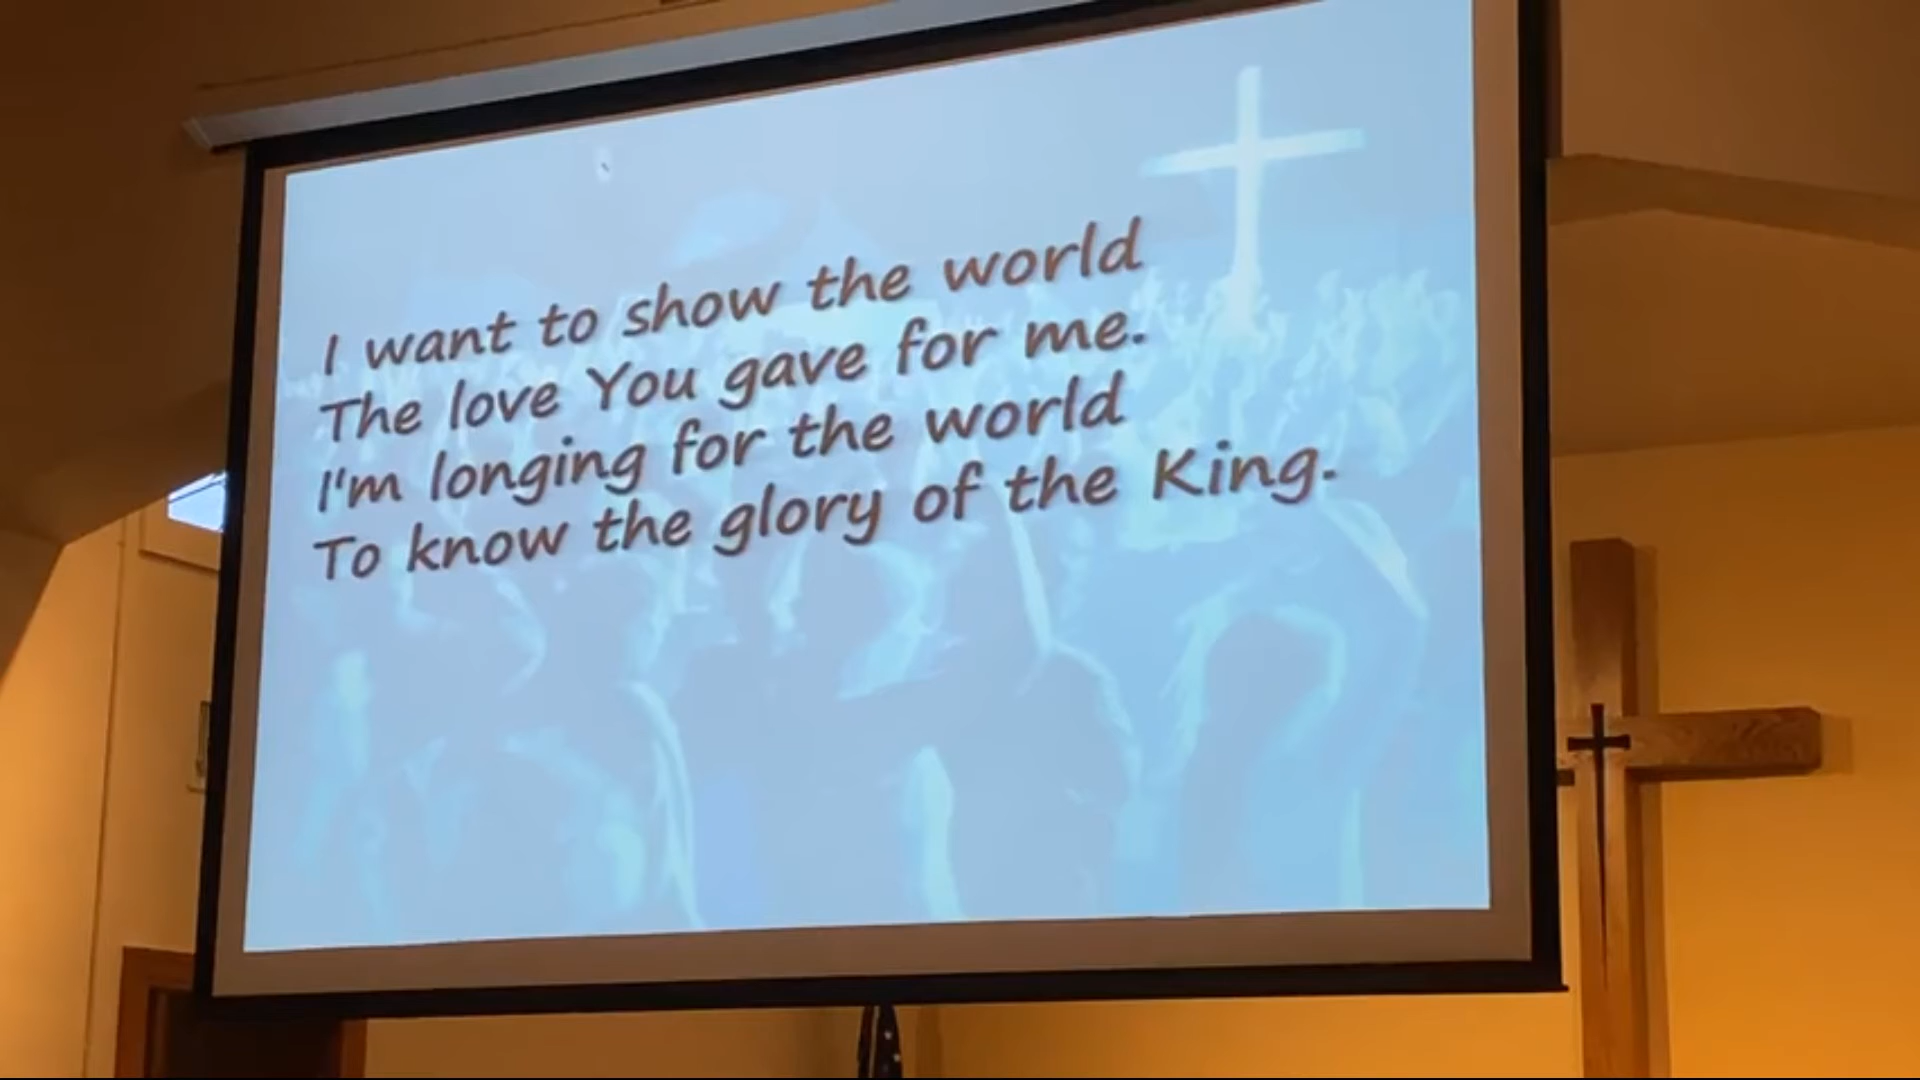 I want to show the world
The love You gave for me.
I'm longing for the world
To know the glory of the King.